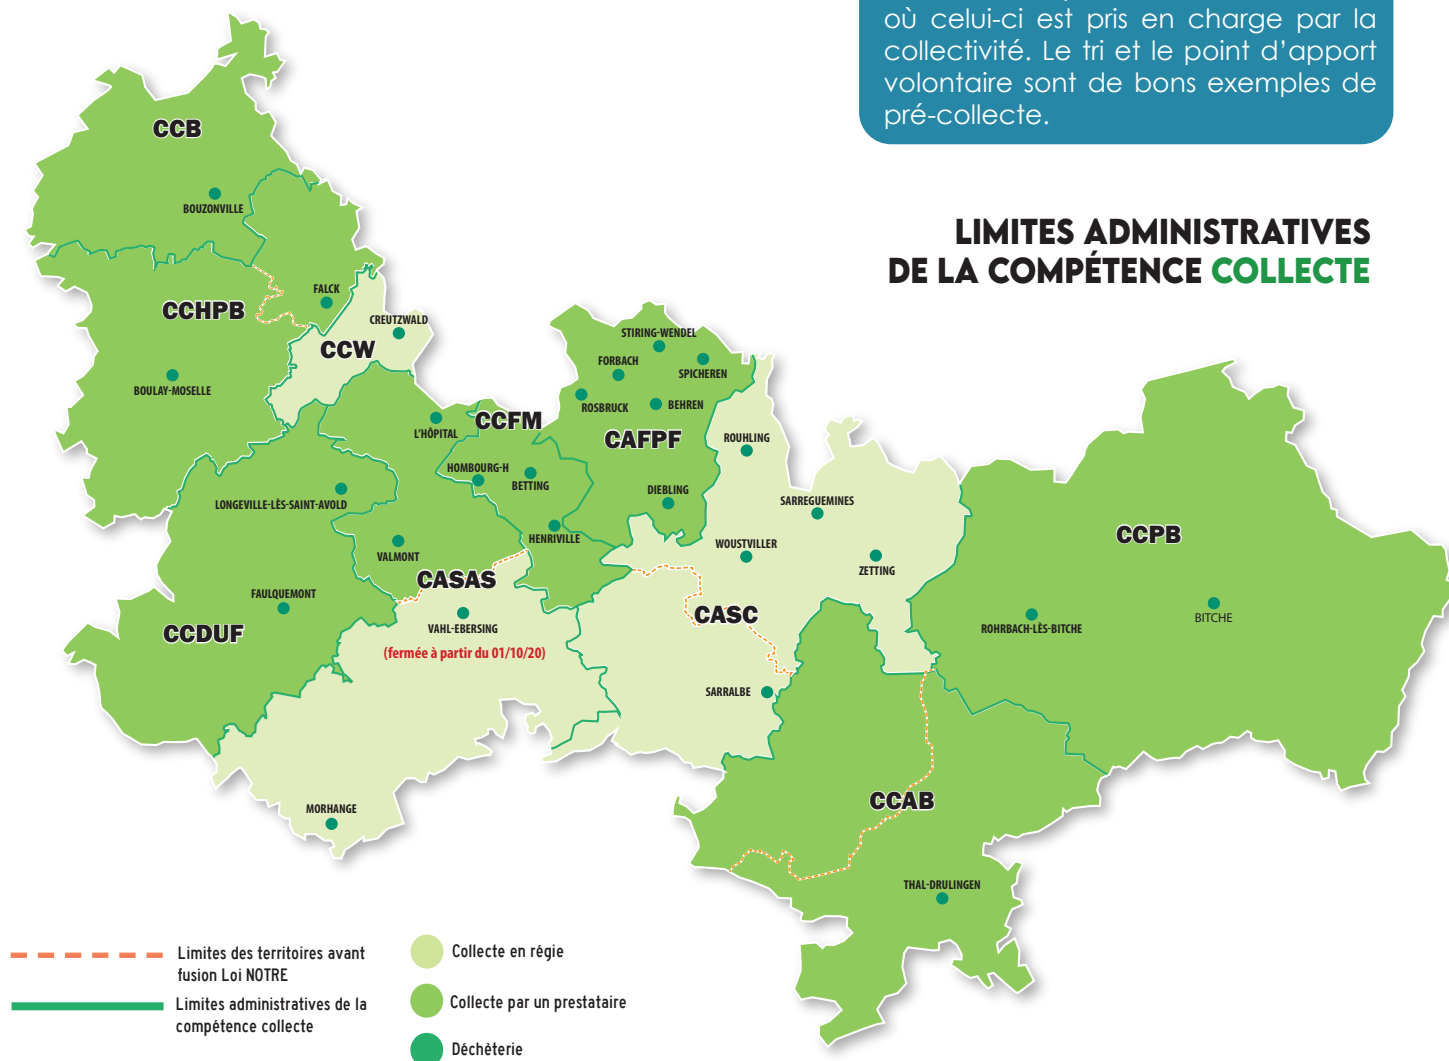 où celui-ci est pris en charge par la
collectivité. Le tri et le point d'apport
volontaire sont de bons exemples de
pré-collecte.
LIMITES ADMINISTRATIVES
DE LA COMPÉTENCE COLLECTE
CCB
BOUZONVILLE
FALCK
CCHPB
CREUTZWALD
CCW
BOULAY-MOSELLE
STIRING-WENDEL
FORBACH
SPICHEREN
ROSBRUCK
BEHREN
CCFM
L'HÔPITAL
CAFPF
ROUHLING
HOMBOURG-H
BETTING
DIEBLING
LONGEVILLE-LÈS-SAINT-AVOLD
SARREGUEMINES
HENRIVILLE
WOUSTVILLER
CCPB
VALMONT
ZETTING
CASAS
FAULQUEMONT
CASC
BITCHE
CCDUF
VAHL-EBERSING
ROHRBACH-LÈS-BITCHE
(fermée à partir du 01/10/20)
SARRALBE
MORHANGE
CCAB
THAL-DRULINGEN
Limites des territoires avant
fusion Loi NOTRE
Limites administratives de la
compétence collecte
Collecte en régie
Collecte par un prestataire
Déchèterie